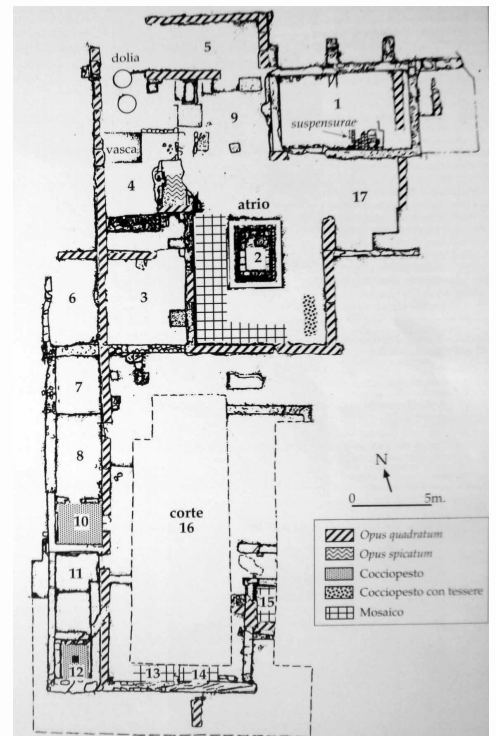 5
dolia
1
suspensurae
9
vasca
4
17
atrio
2
3
6
7
8
N
0 5m.
corte
16
10
11
15
12
13
14
Opus quadratum
Opus spicatum
Cocciopesto
Cocciopesto con tessere
Mosaico